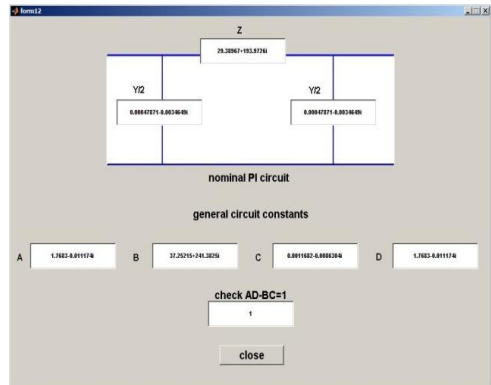 form12
Z
29.38967+193.9726i
Y/2
Y/2
0.00047871-0.0034649i
0.00047871-0.0034649i
nominal PI circuit
general circuit constants
A
1.7683-0.011174i
B
37.25215+241.3825i
C
0.0011682-0.0086304i
D
1.7683-0.011174i
check AD-BC=1
1
close